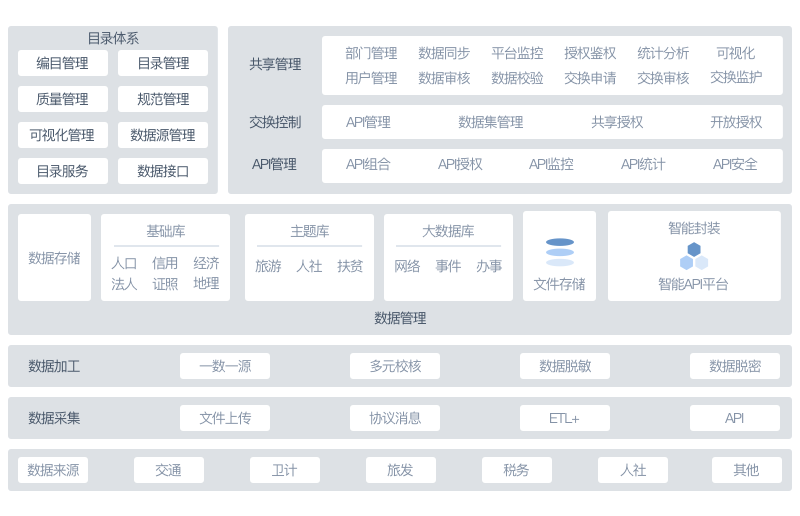 目录体系
编目管理 目录管理
质量管理 规范管理
可视化管理 数据源管理
目录服务 数据接口
共享管理
部门管理 数据同步 平台监控 授权鉴权 统计分析 可视化
用户管理 数据审核 数据校验 交换申请 交换审核 交换监护
交换控制 API管理 数据集管理 共享授权 开放授权
API管理 API组合 API授权 API监控 API统计 API安全
数据存储
基础库
人口 信用 经济
法人 证照 地理
主题库
旅游 人社 扶贫
大数据库
网络 事件 办事
文件存储
智能封装
智能API平台
数据管理
数据加工 一数一源 多元校核 数据脱敏 数据脱密
数据采集 文件上传 协议消息 ETL+ API
数据来源 交通 卫计 旅发 税务 人社 其他